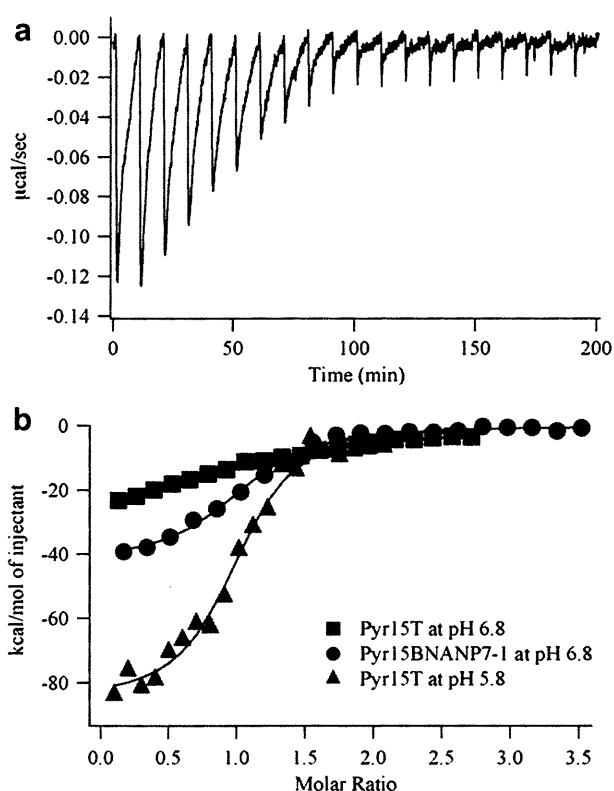 a
0.00
-0.02
-0.04
-0.06
-0.08
-0.10
-0.12
-0.14
μcal/sec
0 50 100 150 200
Time (min)
b
0
-20
-40
-60
-80
kcal/mol of injectant
Pyr15T at pH 6.8
Pyr15BNANP7-1 at pH 6.8
Pyr15T at pH 5.8
0.0 0.5 1.0 1.5 2.0 2.5 3.0 3.5
Molar Ratio